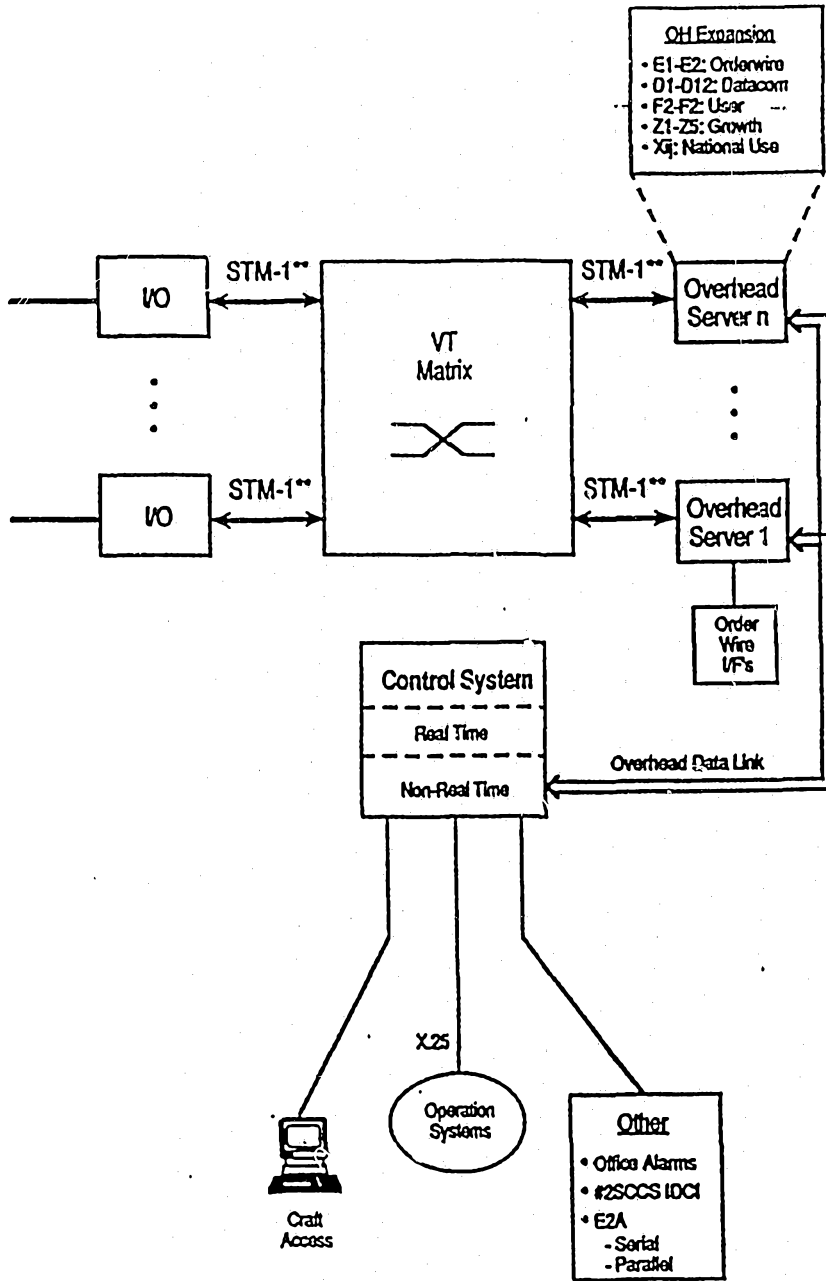 OH Expansion
• E1-E2: Orderwire
• D1-D12: Datacom
• F2-F2: User
• Z1-Z5: Growth
• Xij: National Use
I/O
STM-1**
VT
Matrix
STM-1**
Overhead
Server n
I/O
STM-1**
STM-1**
Overhead
Server 1
Order
Wire
I/F's
Control System
Real Time
Non-Real Time
Overhead Data Link
X.25
Operation
Systems
Craft
Access
Other
• Office Alarms
• #2SCCS
• E2A
- Serial
- Parallel